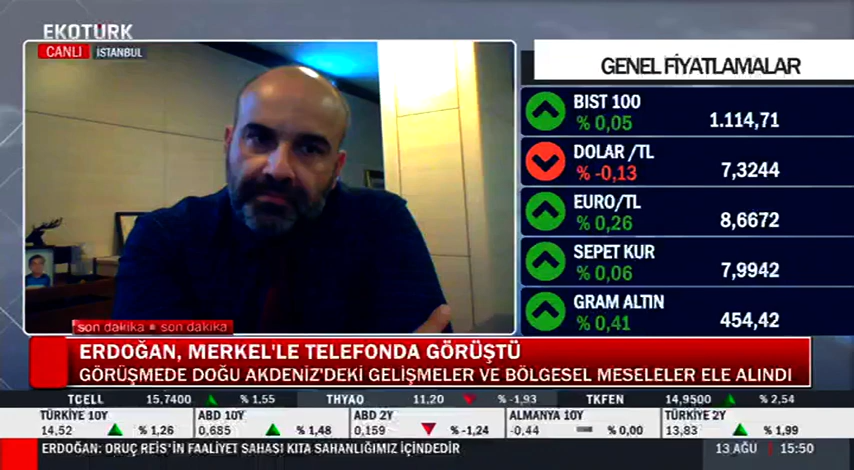 EKOTÜRK
CANLI İSTANBUL
GENEL FİYATLAMALAR
BIST 100
% 0,05 1.114,71
DOLAR /TL
% -0,13 7,3244
EURO/TL
% 0,26 8,6672
SEPET KUR
% 0,06 7,9942
GRAM ALTIN
% 0,41 454,42
son dakika son dakika
ERDOĞAN, MERKEL'LE TELEFONDA GÖRÜŞTÜ
GÖRÜŞMEDE DOĞU AKDENİZ'DEKİ GELİŞMELER VE BÖLGESEL MESELELER ELE ALINDI
TCELL 15,7400 % 1,55 THYAO 11,20 % -1,93 TKFEN 14,9500 % 2,54
TÜRKİYE 10Y ABD 10Y ABD 2Y ALMANYA 10Y TÜRKİYE 2Y
14,52 % 1,26 0,685 % 1,48 0,159 % -1,24 -0,44 % 0,00 13,83 % 1,99
ERDOĞAN: ORUÇ REİS'İN FAALİYET SAHASI KITA SAHANLIĞIMIZ İÇİNDEDİR 13 AĞU 15:50